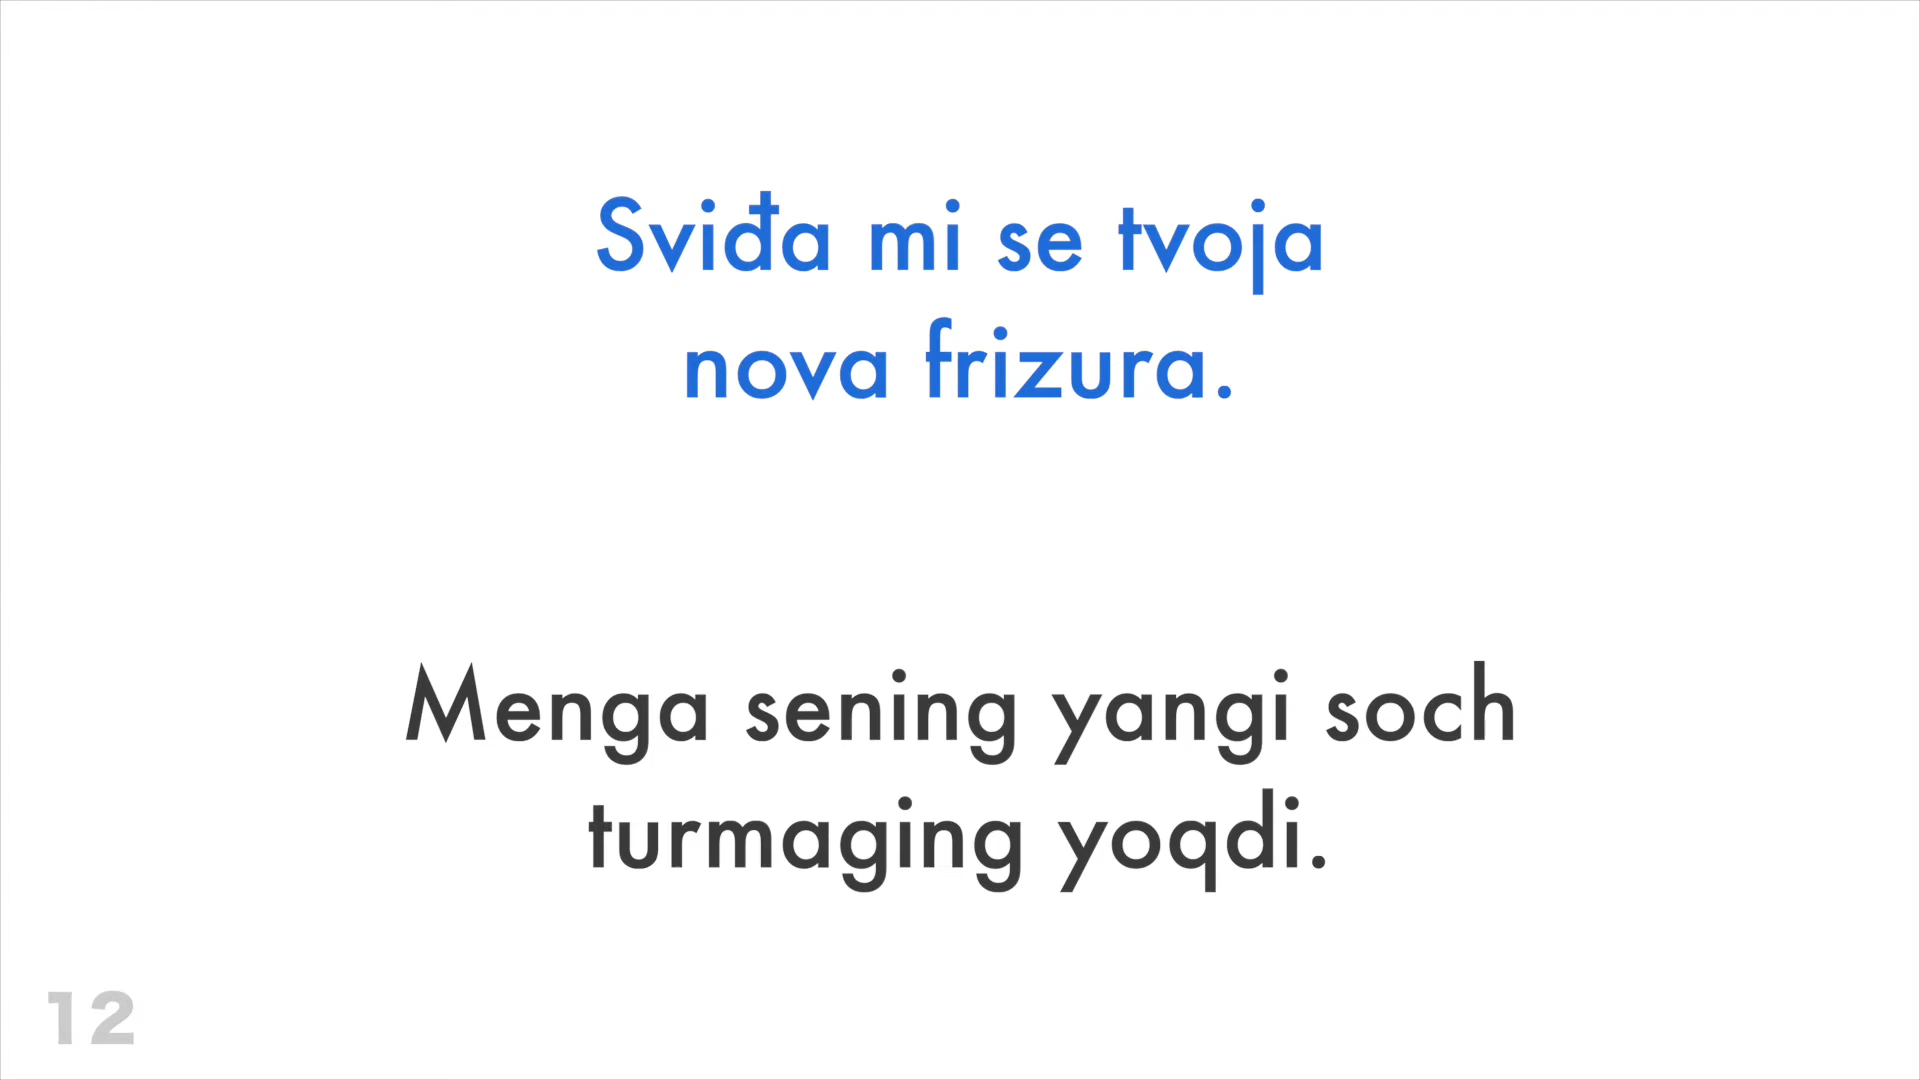 Sviđa mi se tvoja
nova frizura.
Menga sening yangi soch
turmaging yoqdi.
12